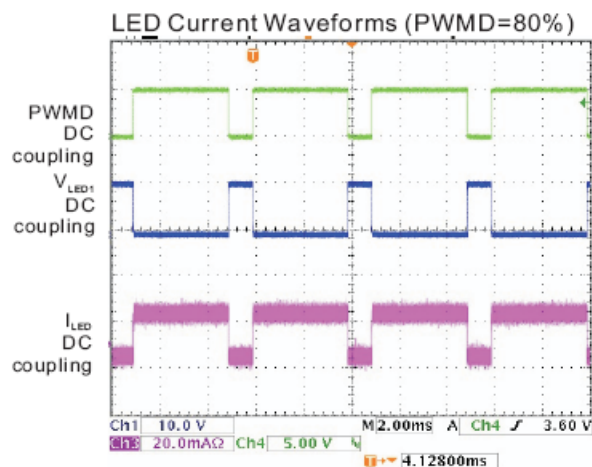 LED Current Waveforms (PWMD=80%)
T
PWMD
DC
coupling
VLED1
DC
coupling
ILED
DC
coupling
Ch1 10.0 V M 2.00ms A Ch4 3.60 V
Ch3 20.0mAΩ Ch4 5.00 V
T 4.12800ms